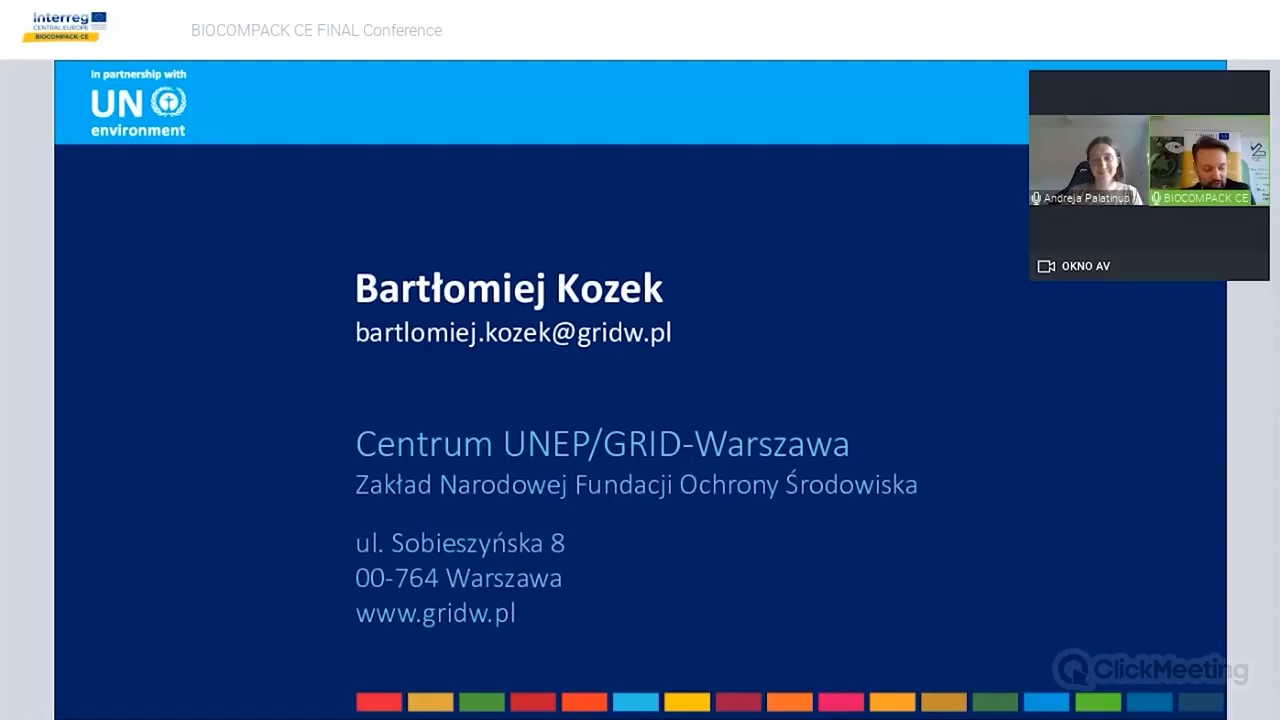 Interreg
CENTRAL EUROPE
BIOCOMPACK CE
BIOCOMPACK CE FINAL Conference
In partnership with
UN
environment
Andreja Palatinus
BIOCOMPACK CE
OKNO AV
Bartłomiej Kozek
bartlomiej.kozek@gridw.pl
Centrum UNEP/GRID-Warszawa
Zakład Narodowej Fundacji Ochrony Środowiska
ul. Sobieszyńska 8
00-764 Warszawa
www.gridw.pl
ClickMeeting